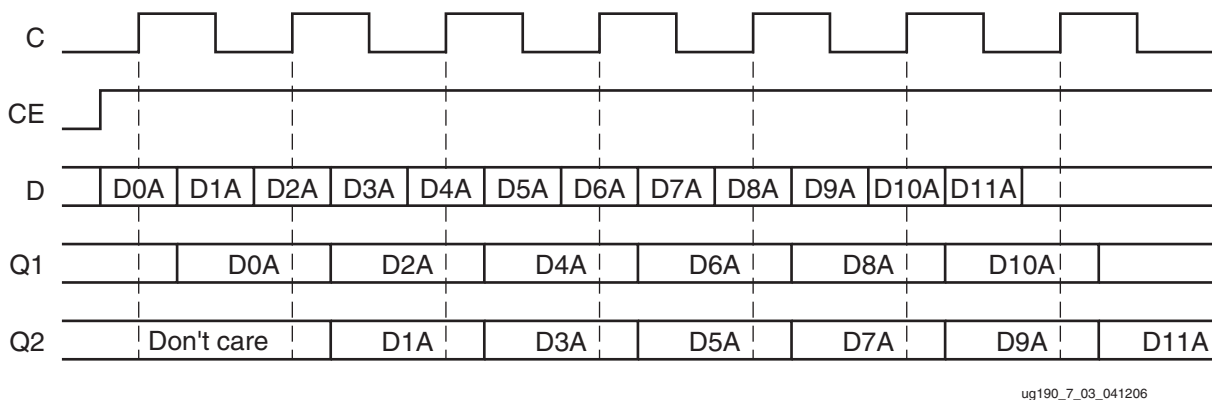 C
CE
D D0A D1A D2A D3A D4A D5A D6A D7A D8A D9A D10A D11A
Q1 D0A D2A D4A D6A D8A D10A
Q2 Don't care D1A D3A D5A D7A D9A D11A
ug190_7_03_041206